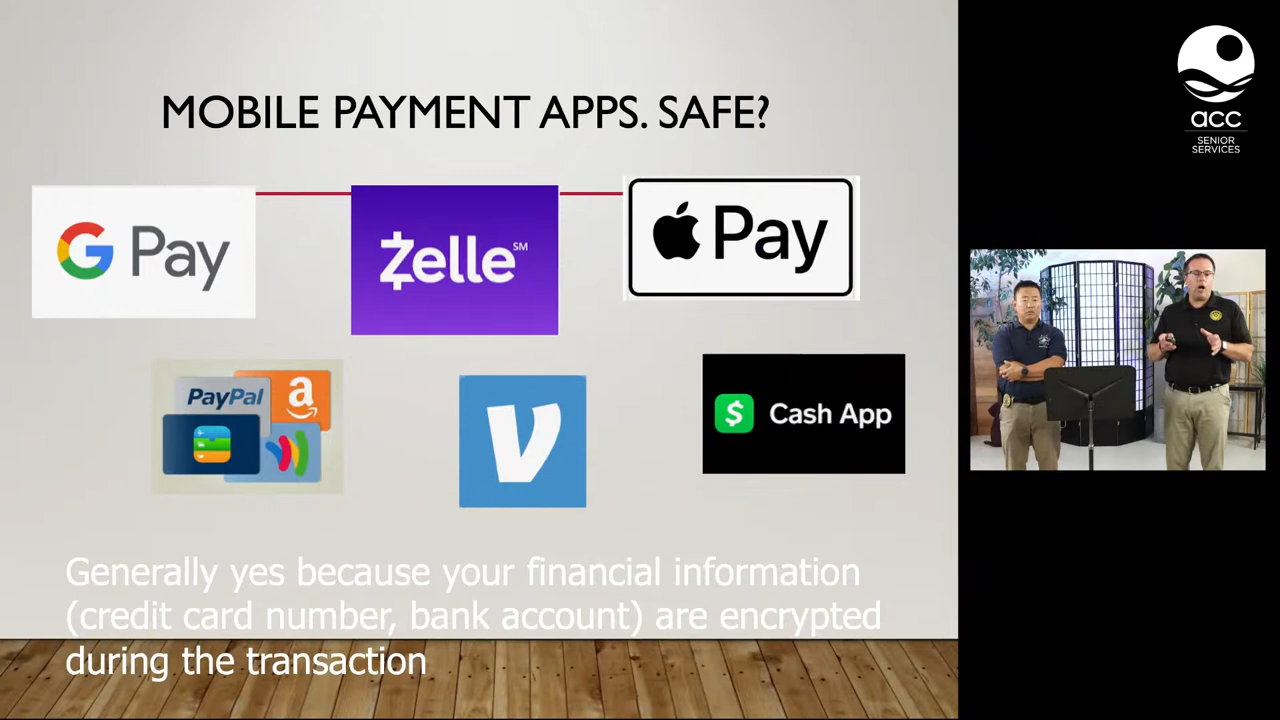 MOBILE PAYMENT APPS. SAFE?
G Pay
Zelle SM
Pay
PayPal
a
Cash App
$
v
Generally yes because your financial information
(credit card number, bank account) are encrypted
during the transaction
acc
SENIOR
SERVICES